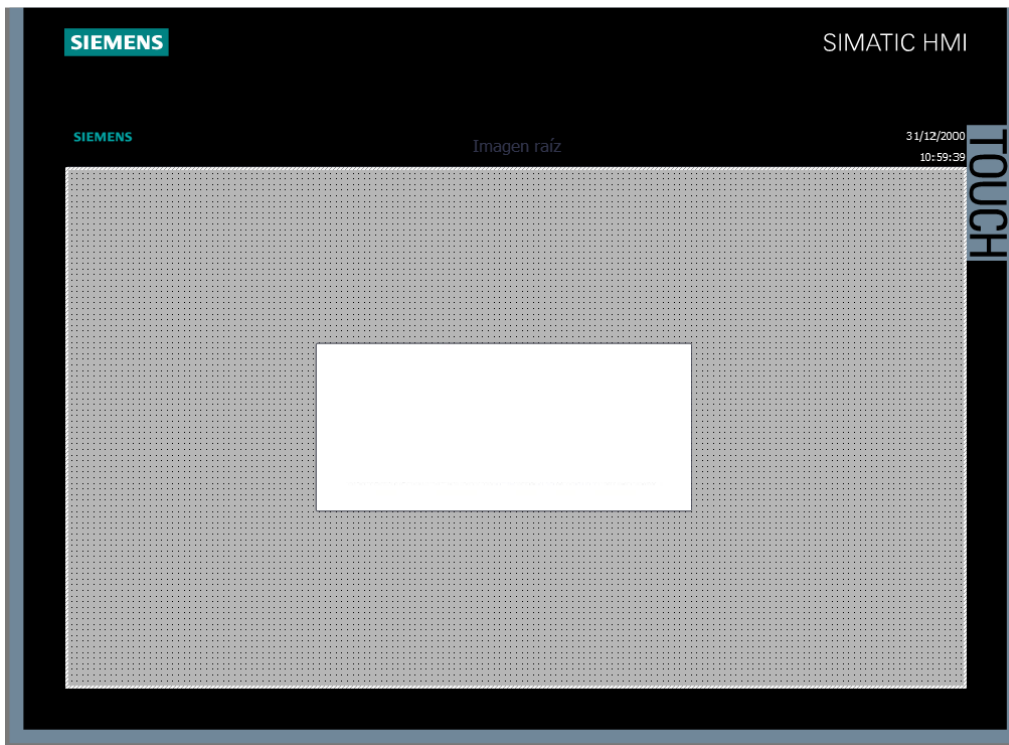 SIEMENS
SIMATIC HMI
SIEMENS
Imagen raíz
31/12/2000
10:59:39
TOUCH